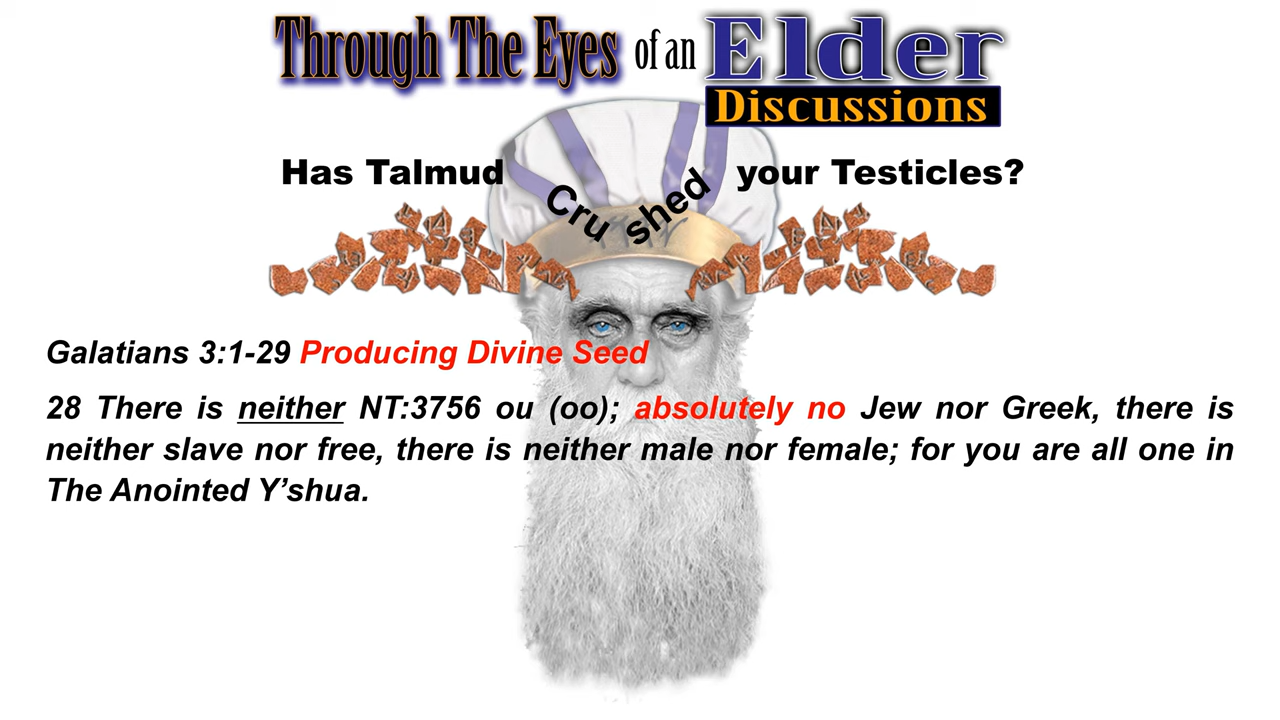 Through The Eyes of an Elder
Discussions
Has Talmud Crushed your Testicles?
Galatians 3:1-29 Producing Divine Seed
28 There is neither NT:3756 ou (oo); absolutely no Jew nor Greek, there is
neither slave nor free, there is neither male nor female; for you are all one in
The Anointed Y’shua.